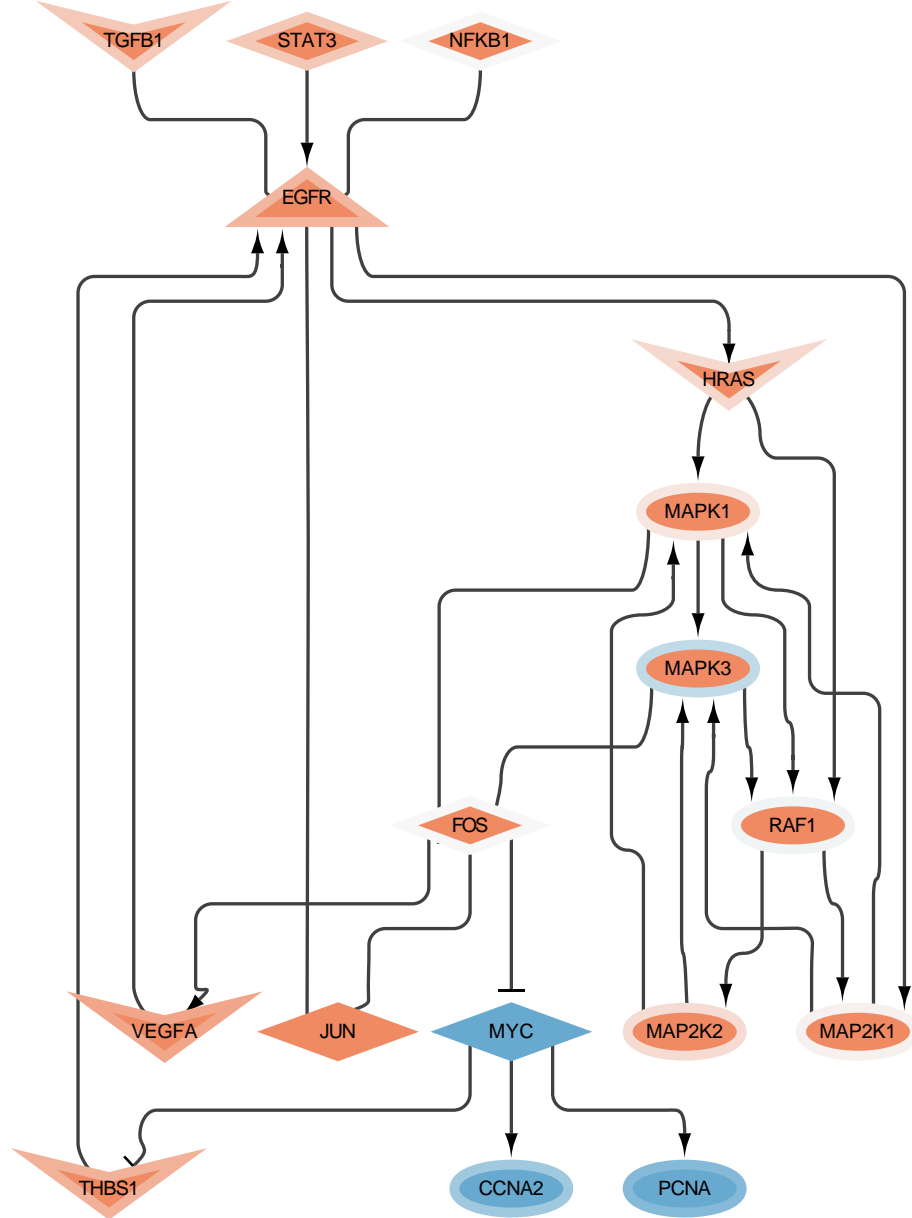 TGFB1
STAT3
NFKB1
EGFR
HRAS
MAPK1
MAPK3
FOS
RAF1
VEGFA
JUN
MYC
MAP2K2
MAP2K1
THBS1
CCNA2
PCNA